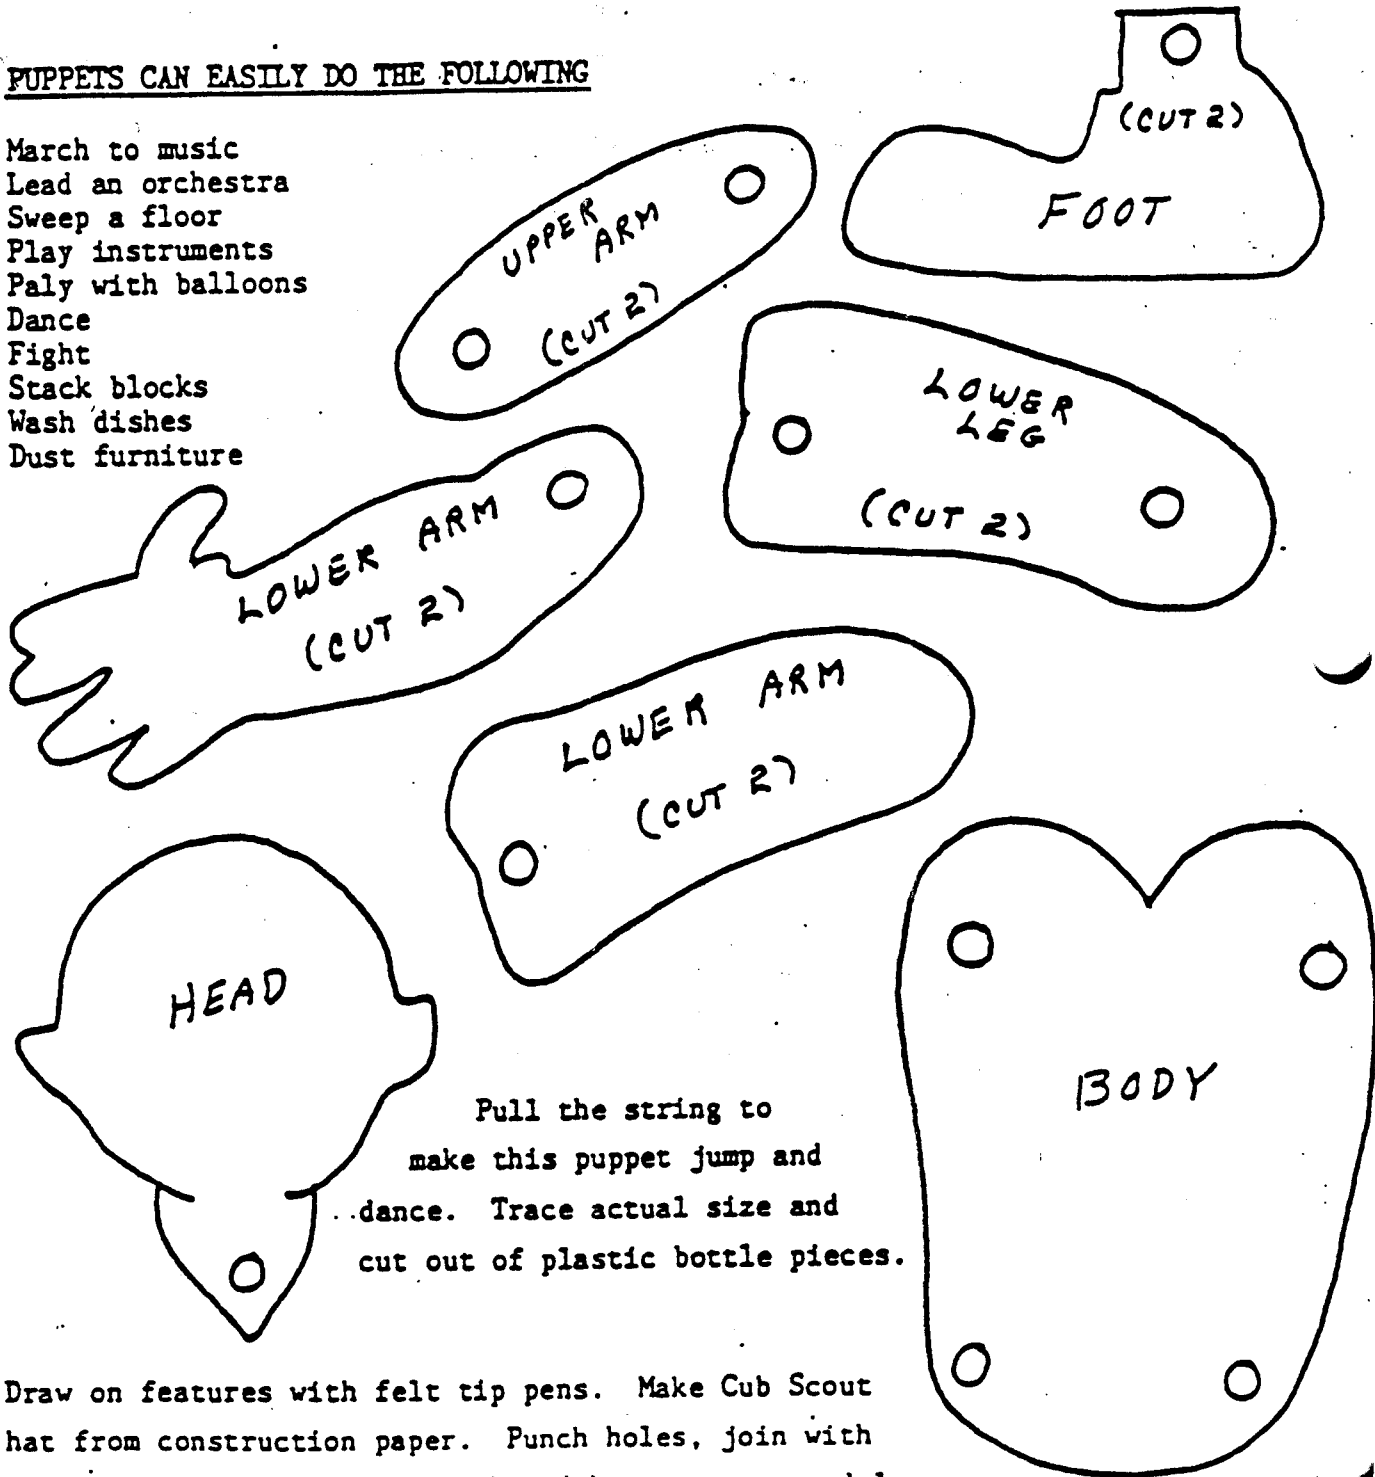 PUPPETS CAN EASILY DO THE FOLLOWING
March to music
Lead an orchestra
Sweep a floor
Play instruments
Paly with balloons
Dance
Fight
Stack blocks
Wash dishes
Dust furniture
(CUT 2)
FOOT
UPPER
ARM
(CUT 2)
LOWER
LEG
(CUT 2)
LOWER ARM
(CUT 2)
LOWER ARM
(CUT 2)
HEAD
BODY
Pull the string to
make this puppet jump and
dance. Trace actual size and
cut out of plastic bottle pieces.
Draw on features with felt tip pens. Make Cub Scout
hat from construction paper. Punch holes, join with